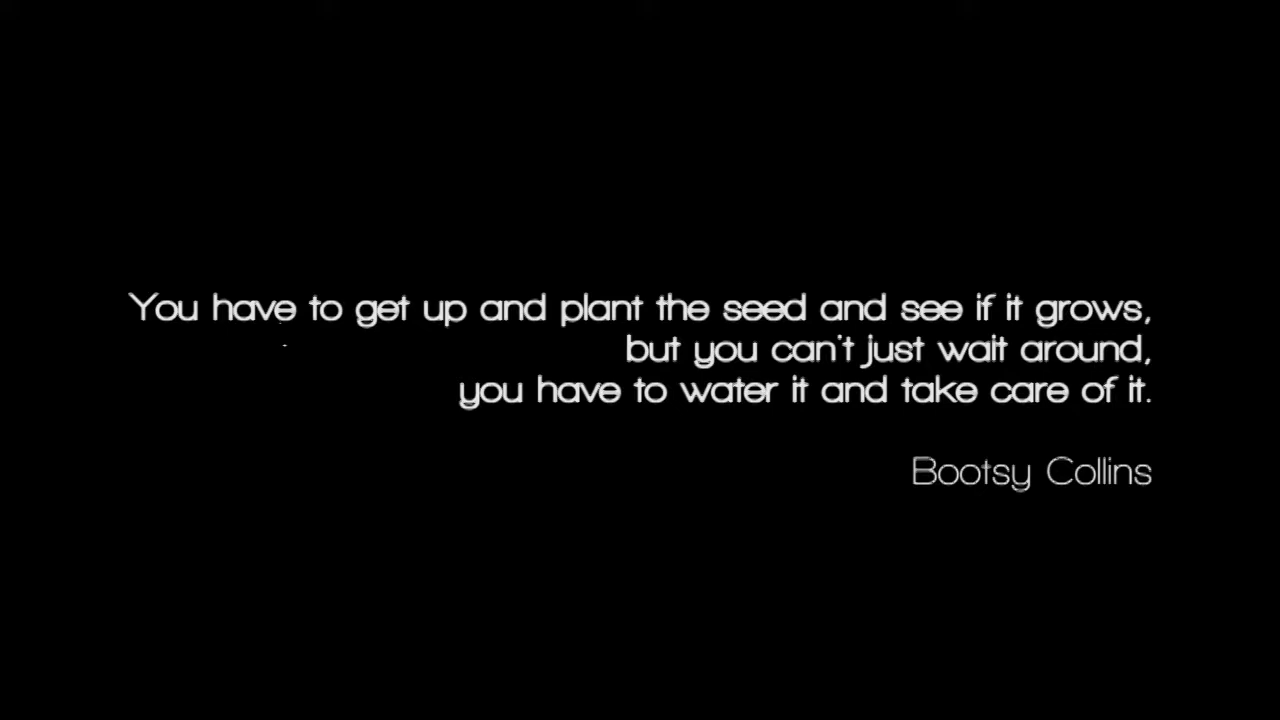 You have to get up and plant the seed and see if it grows,
but you can't just wait around,
you have to water it and take care of it.
Bootsy Collins